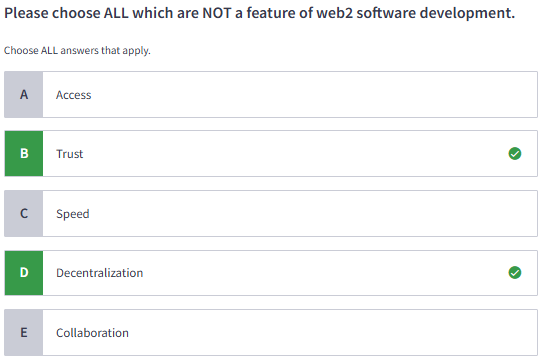 Please choose ALL which are NOT a feature of web2 software development.
Choose ALL answers that apply.
A Access
B Trust
C Speed
D Decentralization
E Collaboration